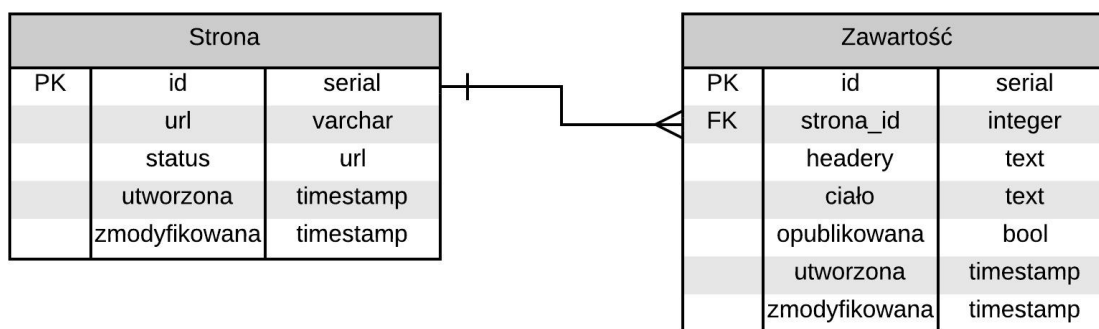 Strona
PK id serial
url varchar
status url
utworzona timestamp
zmodyfikowana timestamp
Zawartość
PK id serial
FK strona_id integer
headery text
ciało text
opublikowana bool
utworzona timestamp
zmodyfikowana timestamp